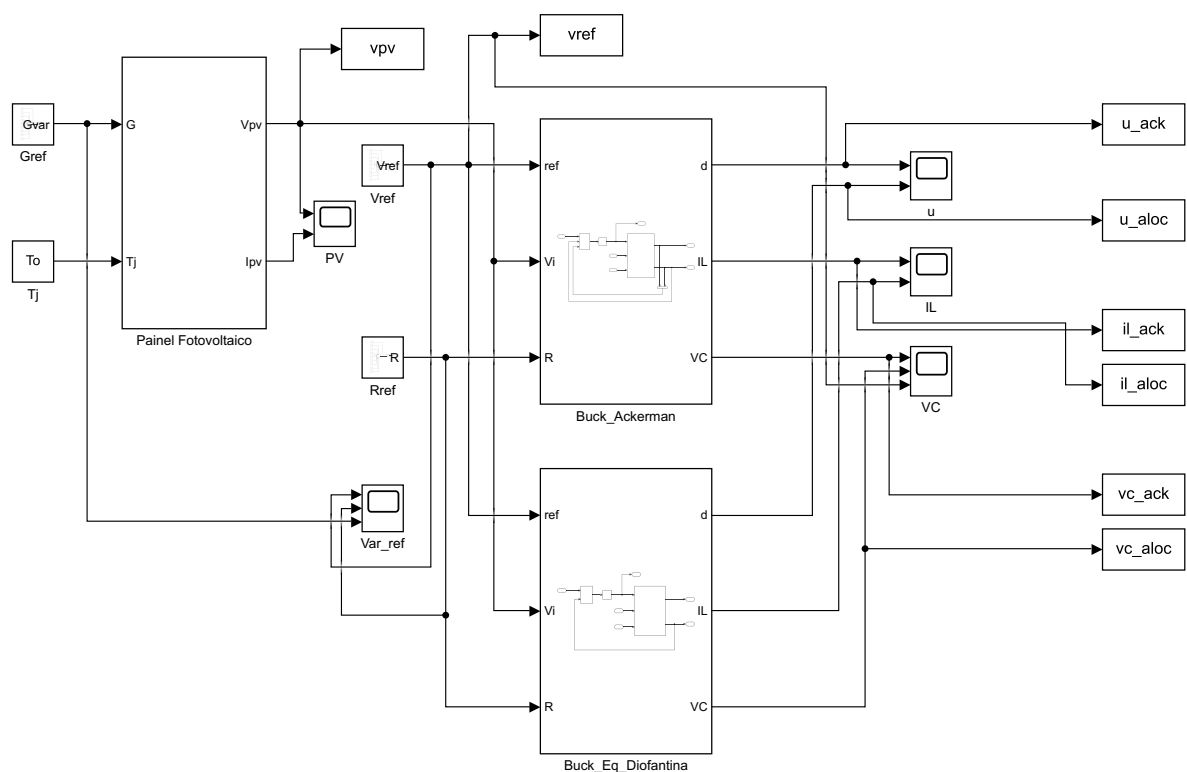 vpv
vref
Gvar
Gref
G
Vpv
Vref
Vref
ref
d
u_ack
u
u_aloc
To
Tj
Tj
Ipv
PV
Vi
IL
IL
Painel Fotovoltaico
R
Rref
R
VC
VC
il_ack
il_aloc
Buck_Ackerman
Var_ref
ref
d
vc_ack
vc_aloc
Vi
IL
R
VC
Buck_Eq_Diofantina